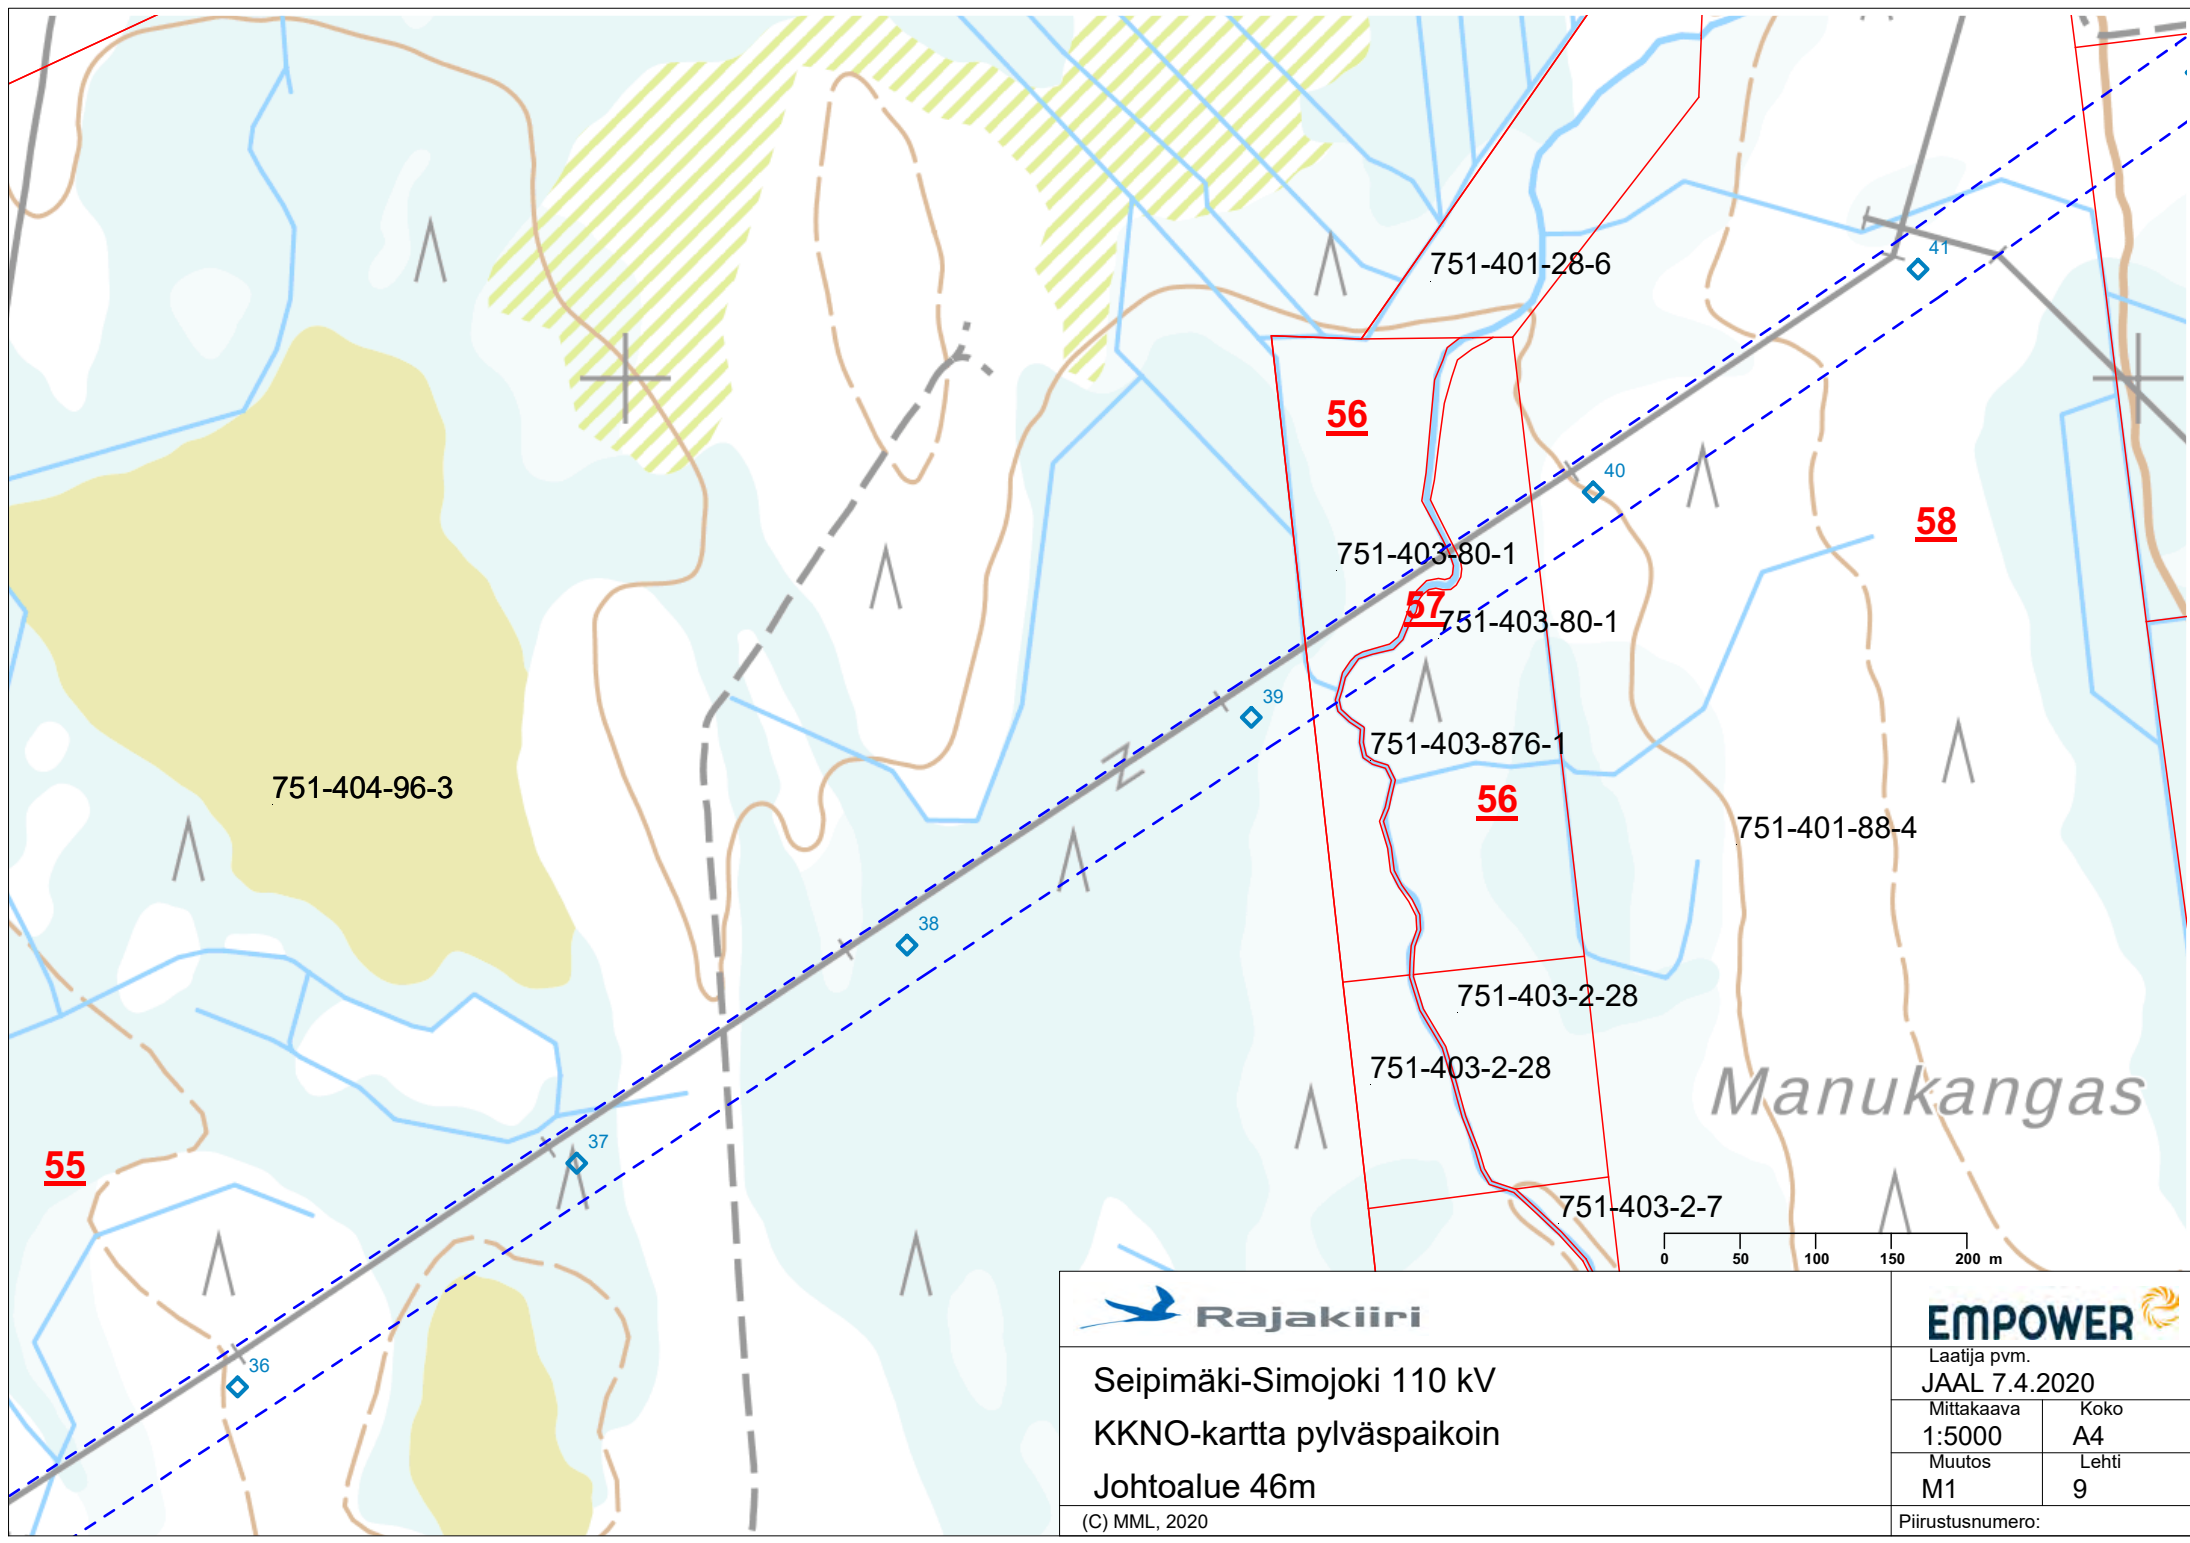 751-401-28-6
41
56
40
58
751-403-80-1
57
751-403-80-1
39
751-403-876-1
751-404-96-3
56
751-401-88-4
38
751-403-2-28
751-403-2-28
Manukangas
37
55
751-403-2-7
0 50 100 150 200 m
36
Rajakiiri
EMPOWER
Seipimäki-Simojoki 110 kV
KKNO-kartta pylväspaikoin
Johtoalue 46m
(C) MML, 2020
Laatija pvm.
JAAL 7.4.2020
Mittakaava Koko
1:5000 A4
Muutos Lehti
M1 9
Piirustusnumero: